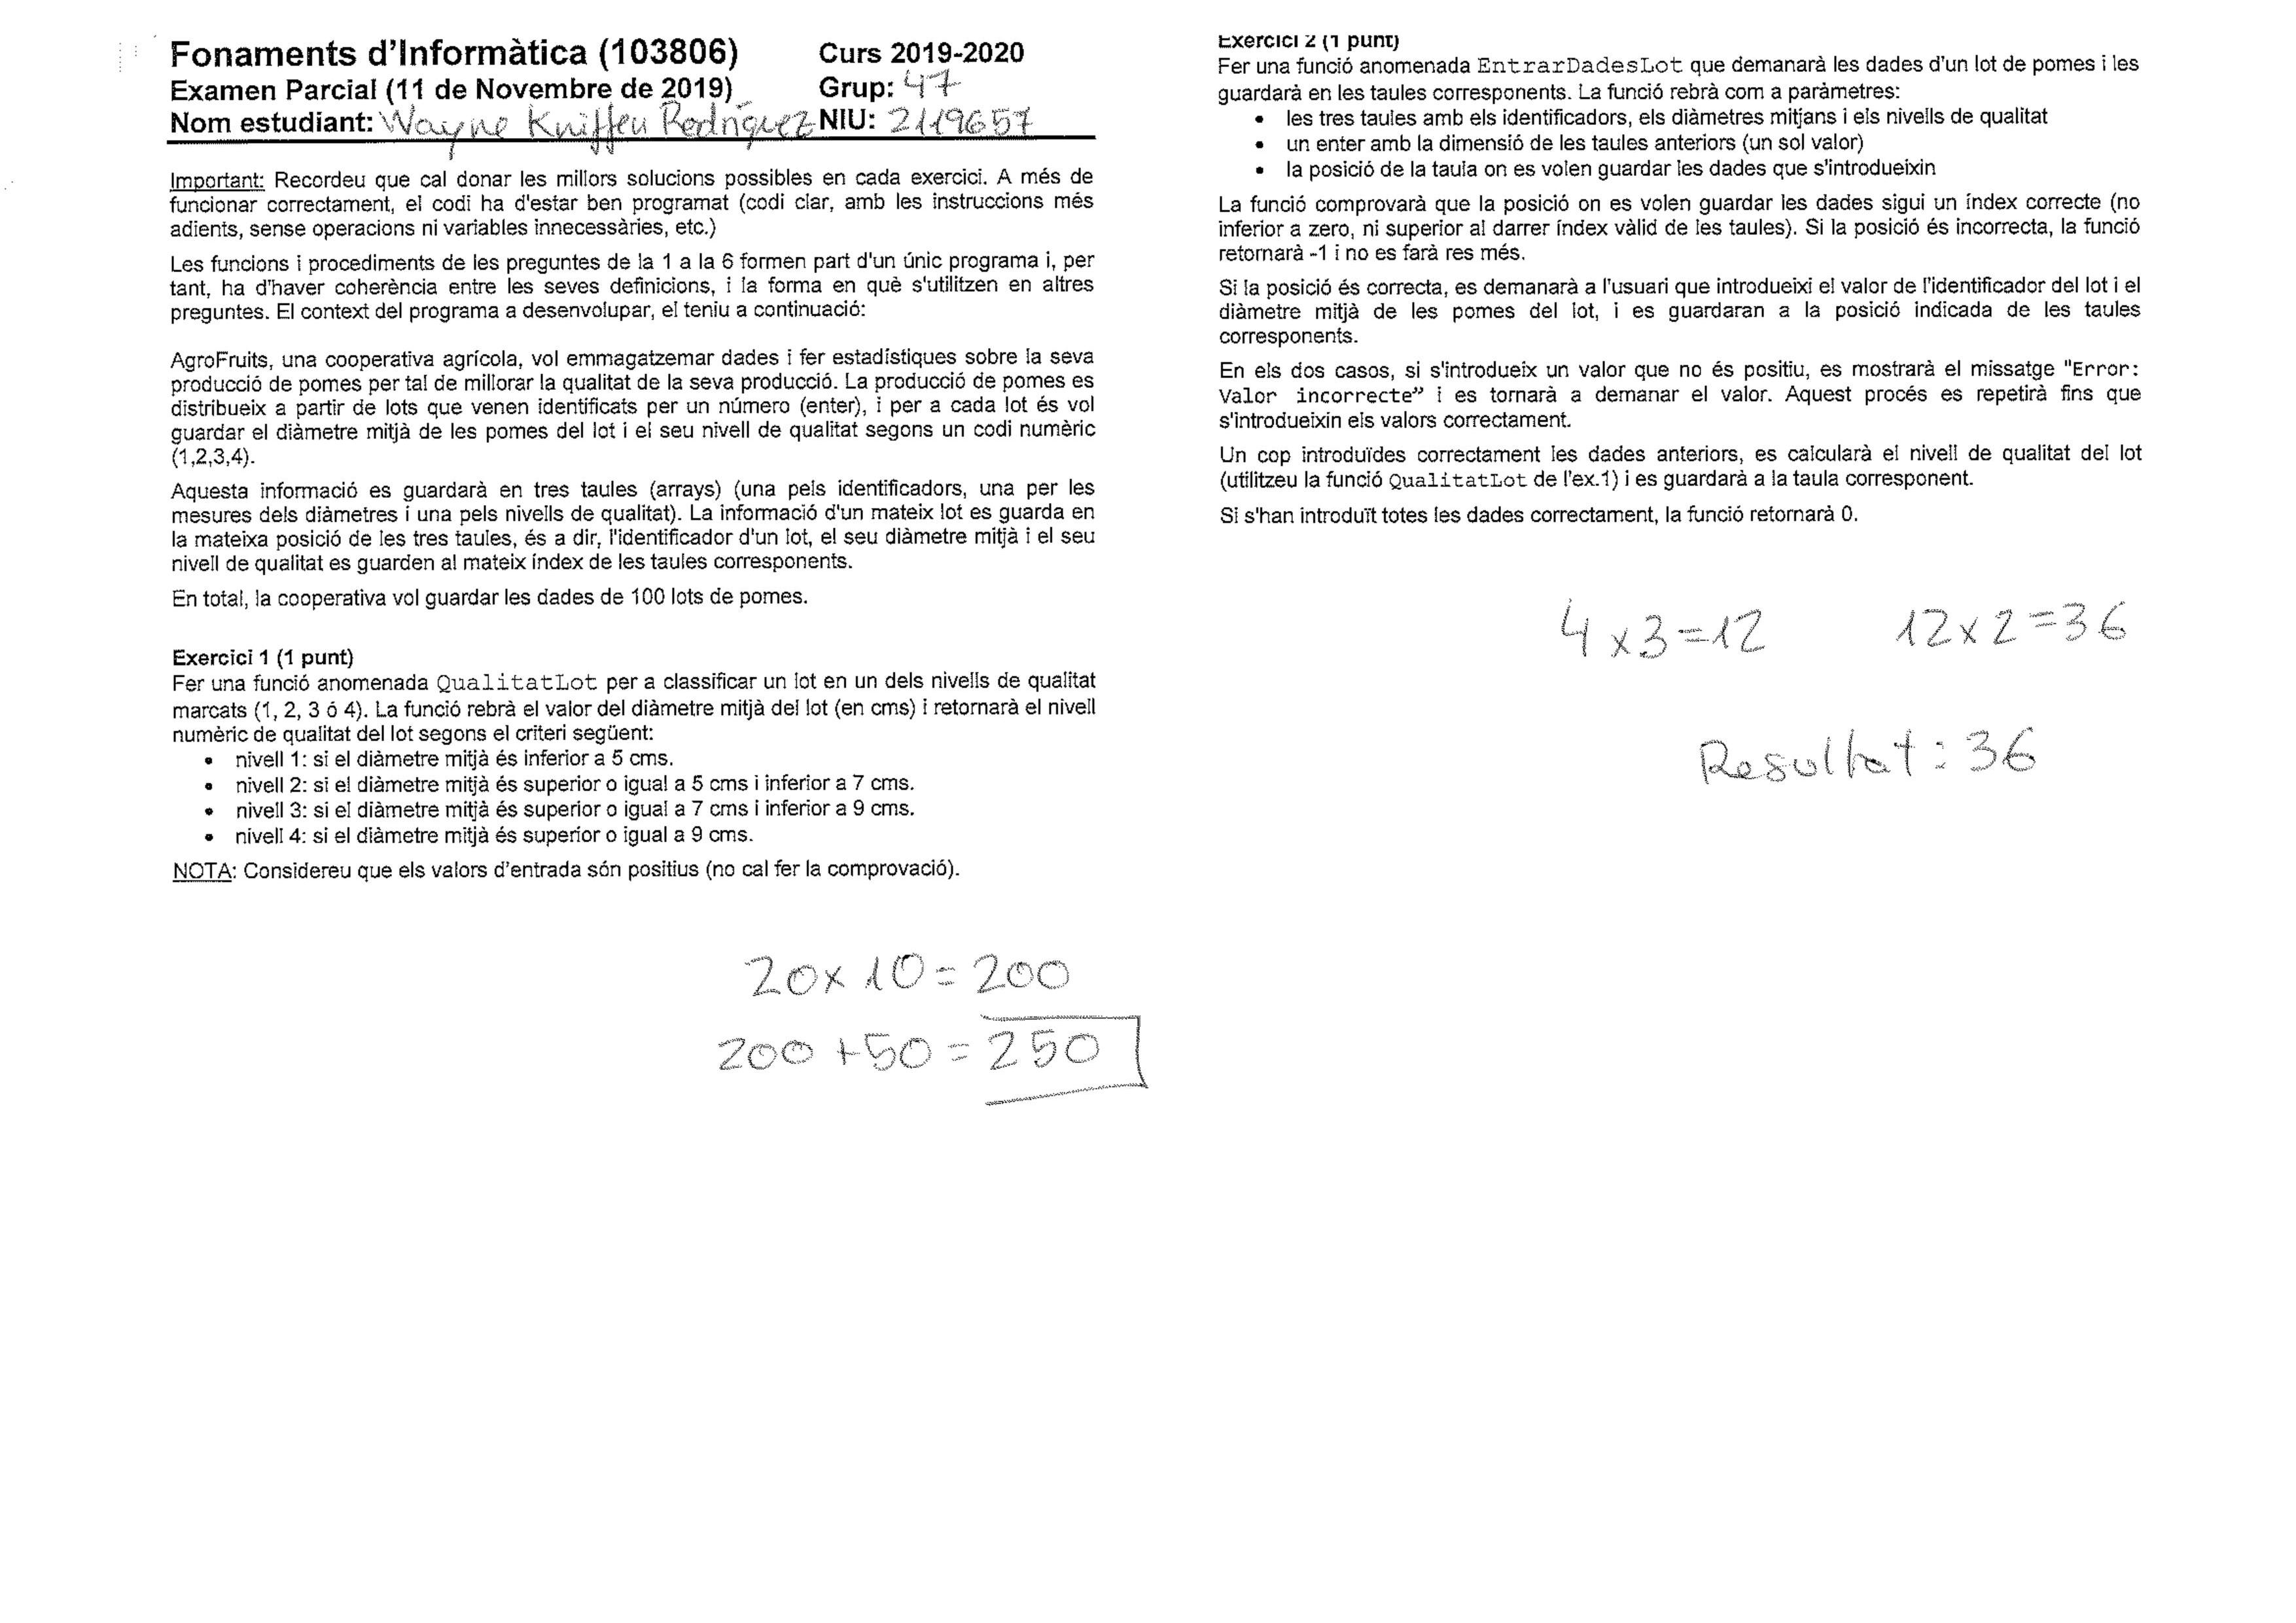 Fonaments d'Informàtica (103806) Curs 2019-2020
Examen Parcial (11 de Novembre de 2019) Grup: 47
Nom estudiant: Wayne Kniffeu Rodríguez NIU: 2119657
Important: Recordeu que cal donar les millors solucions possibles en cada exercici. A més de
funcionar correctament, el codi ha d'estar ben programat (codi clar, amb les instruccions més
adients, sense operacions ni variables innecessàries, etc.)
Les funcions i procediments de les preguntes de la 1 a la 6 formen part d'un únic programa i, per
tant, ha d'haver coherència entre les seves definicions, i la forma en què s'utilitzen en altres
preguntes. El context del programa a desenvolupar, el teniu a continuació:
AgroFruits, una cooperativa agrícola, vol emmagatzemar dades i fer estadístiques sobre la seva
producció de pomes per tal de millorar la qualitat de la seva producció. La producció de pomes es
distribueix a partir de lots que venen identificats per un número (enter), i per a cada lot és vol
guardar el diàmetre mitjà de les pomes del lot i el seu nivell de qualitat segons un codi numèric
(1,2,3,4).
Aquesta informació es guardarà en tres taules (arrays) (una pels identificadors, una per les
mesures dels diàmetres i una pels nivells de qualitat). La informació d'un mateix lot es guarda en
la mateixa posició de les tres taules, és a dir, l'identificador d'un lot, el seu diàmetre mitjà i el seu
nivell de qualitat es guarden al mateix índex de les taules corresponents.
En total, la cooperativa vol guardar les dades de 100 lots de pomes.
Exercici 1 (1 punt)
Fer una funció anomenada QualitatLot per a classificar un lot en un dels nivells de qualitat
marcats (1, 2, 3 ó 4). La funció rebrà el valor del diàmetre mitjà del lot (en cms) i retornarà el nivell
numèric de qualitat del lot segons el criteri següent:
• nivell 1: si el diàmetre mitjà és inferior a 5 cms.
• nivell 2: si el diàmetre mitjà és superior o igual a 5 cms i inferior a 7 cms.
• nivell 3: si el diàmetre mitjà és superior o igual a 7 cms i inferior a 9 cms.
• nivell 4: si el diàmetre mitjà és superior o igual a 9 cms.
NOTA: Considereu que els valors d'entrada són positius (no cal fer la comprovació).
20x10=200
200+50=250
Exercici 2 (1 punt)
Fer una funció anomenada EntrarDadesLot que demanarà les dades d'un lot de pomes i les
guardarà en les taules corresponents. La funció rebrà com a paràmetres:
• les tres taules amb els identificadors, els diàmetres mitjans i els nivells de qualitat
• un enter amb la dimensió de les taules anteriors (un sol valor)
• la posició de la taula on es volen guardar les dades que s'introdueixin
La funció comprovarà que la posició on es volen guardar les dades sigui un índex correcte (no
inferior a zero, ni superior al darrer índex vàlid de les taules). Si la posició és incorrecta, la funció
retornarà -1 i no es farà res més.
Si la posició és correcta, es demanarà a l'usuari que introdueixi el valor de l'identificador del lot i el
diàmetre mitjà de les pomes del lot, i es guardaran a la posició indicada de les taules
corresponents.
En els dos casos, si s'introdueix un valor que no és positiu, es mostrarà el missatge "Error:
Valor incorrecte" i es tornarà a demanar el valor. Aquest procés es repetirà fins que
s'introdueixin els valors correctament.
Un cop introduïdes correctament les dades anteriors, es calcularà el nivell de qualitat del lot
(utilitzeu la funció QualitatLot de l'ex.1) i es guardarà a la taula corresponent.
Si s'han introduït totes les dades correctament, la funció retornarà 0.
4x3=12 12x2=36
Resultat: 36